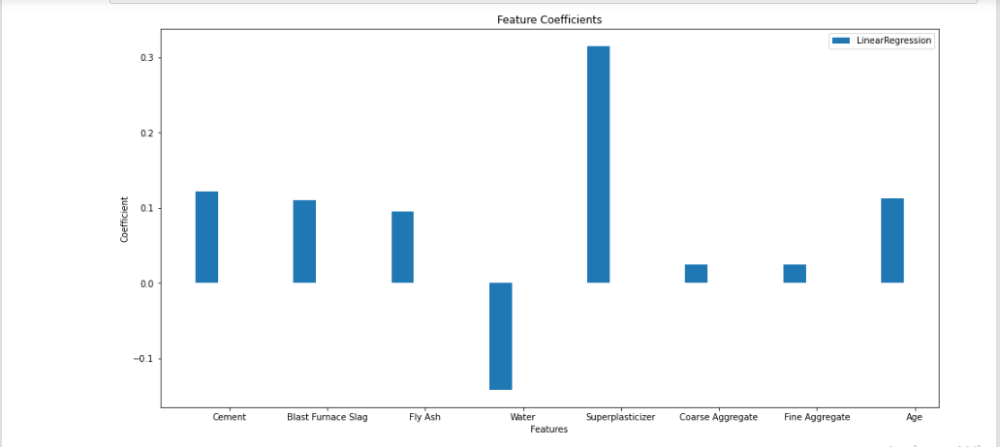 Feature Coefficients
LinearRegression
0.3
0.2
0.1
0.0
−0.1
Coefficient
Cement Blast Furnace Slag Fly Ash Water Superplasticizer Coarse Aggregate Fine Aggregate Age
Features